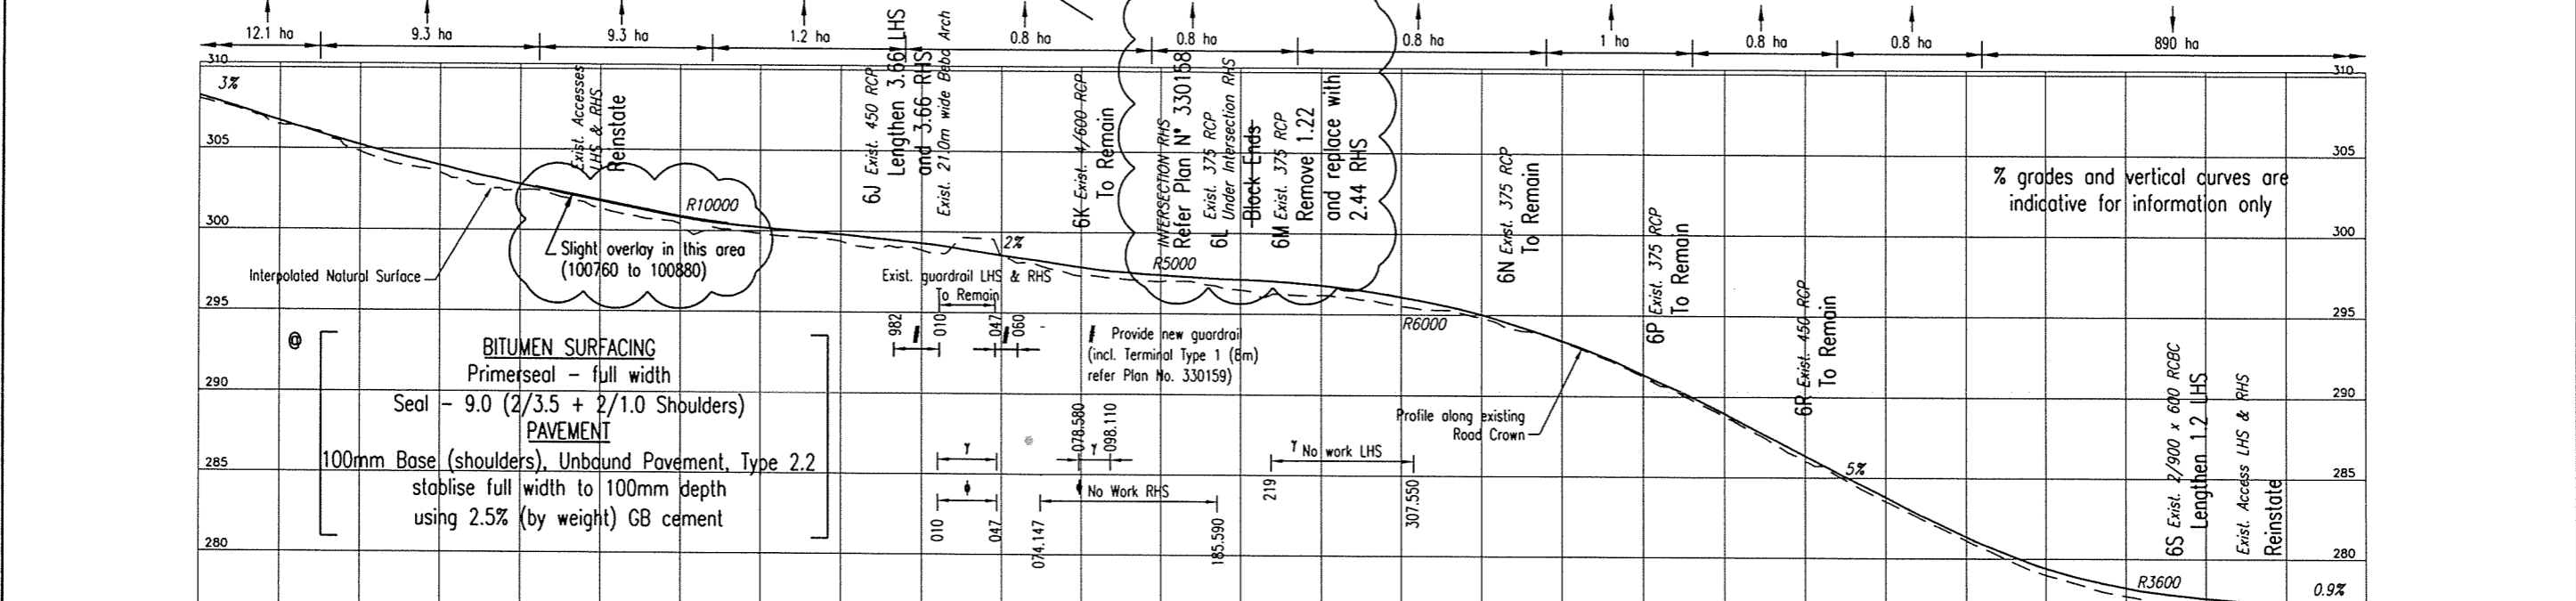 12.1 ha
9.3 ha
9.3 ha
1.2 ha
0.8 ha
0.8 ha
0.8 ha
1 ha
0.8 ha
0.8 ha
890 ha
310
310
3%
305
305
300
300
295
295
290
290
285
285
280
280
Exist. Accesses
LHS & RHS
Reinstate
R10000
Slight overlay in this area
(100760 to 100880)
Interpolated Natural Surface
6J Exist. 450 RCP
Lengthen 3.66 LHS
and 3.66 RHS
Exist. 21.0m wide Bebo Arch
2%
Exist. guardrail LHS & RHS
To Remain
982
010
047
060
6K Exist. 4/600 RCP
To Remain
INTERSECTION RHS
Refer Plan Nº 330168
6L Exist. 375 RCP
Under Intersection RHS
Block Ends
6M Exist. 375 RCP
Remove 1.22
and replace with
2.44 RHS
R5000
R6000
Provide new guardrail
(incl. Terminal Type 1 (8m)
refer Plan No. 330159)
6N Exist. 375 RCP
To Remain
6P Exist. 375 RCP
To Remain
6R Exist. 450 RCP
To Remain
% grades and vertical curves are
indicative for information only
@
BITUMEN SURFACING
Primerseal - full width
Seal - 9.0 (2/3.5 + 2/1.0 Shoulders)
PAVEMENT
100mm Base (shoulders), Unbound Pavement, Type 2.2
stablise full width to 100mm depth
using 2.5% (by weight) GB cement
Profile along existing
Road Crown
078.580
098.110
γ
γ
γ No work LHS
219
307.550
ϕ
ϕ No Work RHS
010
047
074.147
185.590
5%
6S Exist. 2/900 x 600 RCBC
Lengthen 1.2 LHS
Exist. Access LHS & RHS
Reinstate
R3600
0.9%